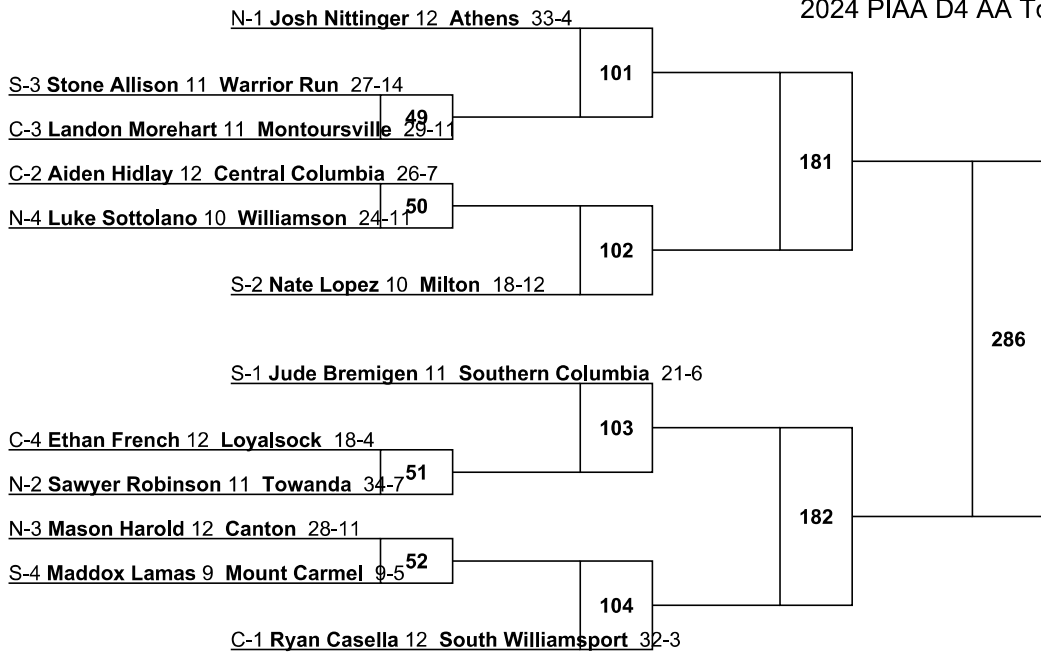 2024 PIAA D4 AA To
N-1 Josh Nittinger 12 Athens 33-4
101
S-3 Stone Allison 11 Warrior Run 27-14
49
C-3 Landon Morehart 11 Montoursville 29-11
181
C-2 Aiden Hidlay 12 Central Columbia 26-7
50
N-4 Luke Sottolano 10 Williamson 24-11
102
S-2 Nate Lopez 10 Milton 18-12
286
S-1 Jude Bremigen 11 Southern Columbia 21-6
103
C-4 Ethan French 12 Loyalsock 18-4
51
N-2 Sawyer Robinson 11 Towanda 34-7
182
N-3 Mason Harold 12 Canton 28-11
52
S-4 Maddox Lamas 9 Mount Carmel 9-5
104
C-1 Ryan Casella 12 South Williamsport 32-3